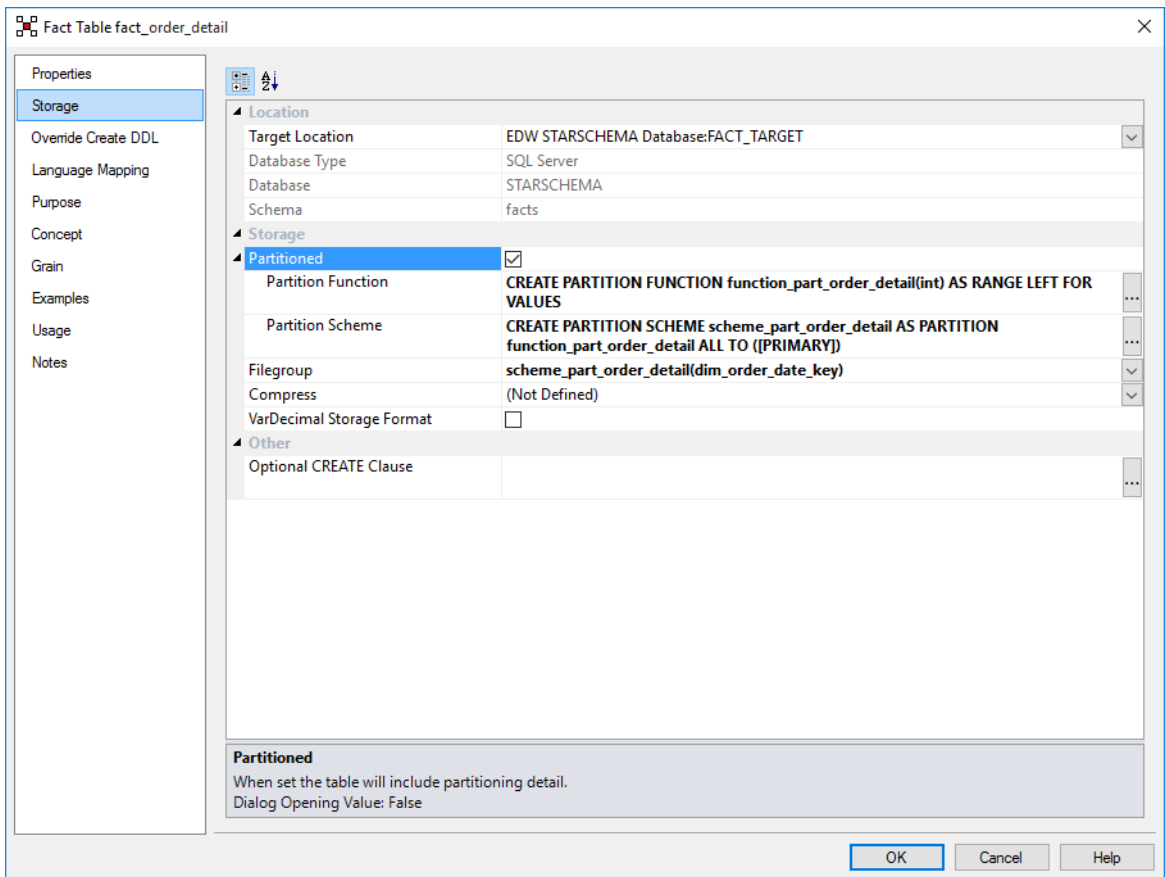 Fact Table fact_order_detail
Properties
Storage
Override Create DDL
Language Mapping
Purpose
Concept
Grain
Examples
Usage
Notes
Location
Target Location EDW STARSCHEMA Database:FACT_TARGET
Database Type SQL Server
Database STARSCHEMA
Schema facts
Storage
Partitioned
Partition Function CREATE PARTITION FUNCTION function_part_order_detail(int) AS RANGE LEFT FOR
VALUES
...
Partition Scheme CREATE PARTITION SCHEME scheme_part_order_detail AS PARTITION
function_part_order_detail ALL TO ([PRIMARY])
...
Filegroup scheme_part_order_detail(dim_order_date_key)
Compress (Not Defined)
VarDecimal Storage Format
Other
Optional CREATE Clause
...
Partitioned
When set the table will include partitioning detail.
Dialog Opening Value: False
OK Cancel Help